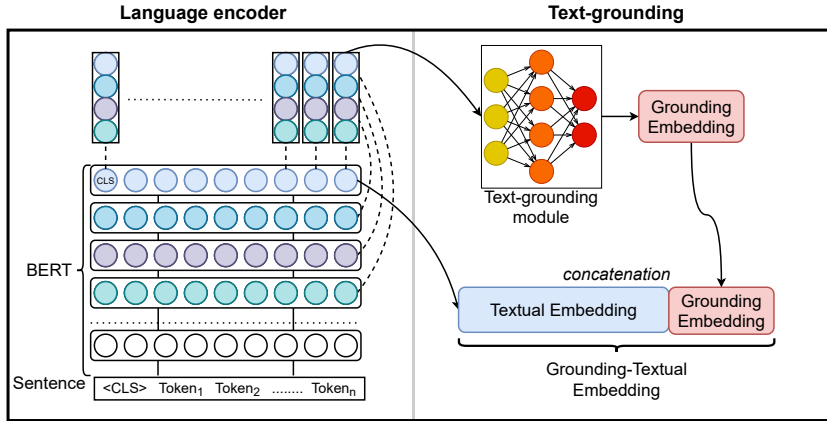 Language encoder
Text-grounding
CLS
BERT
Sentence
<CLS> Token1 Token2 ........ Tokenn
Text-grounding
module
Grounding
Embedding
concatenation
Textual Embedding
Grounding
Embedding
Grounding-Textual
Embedding